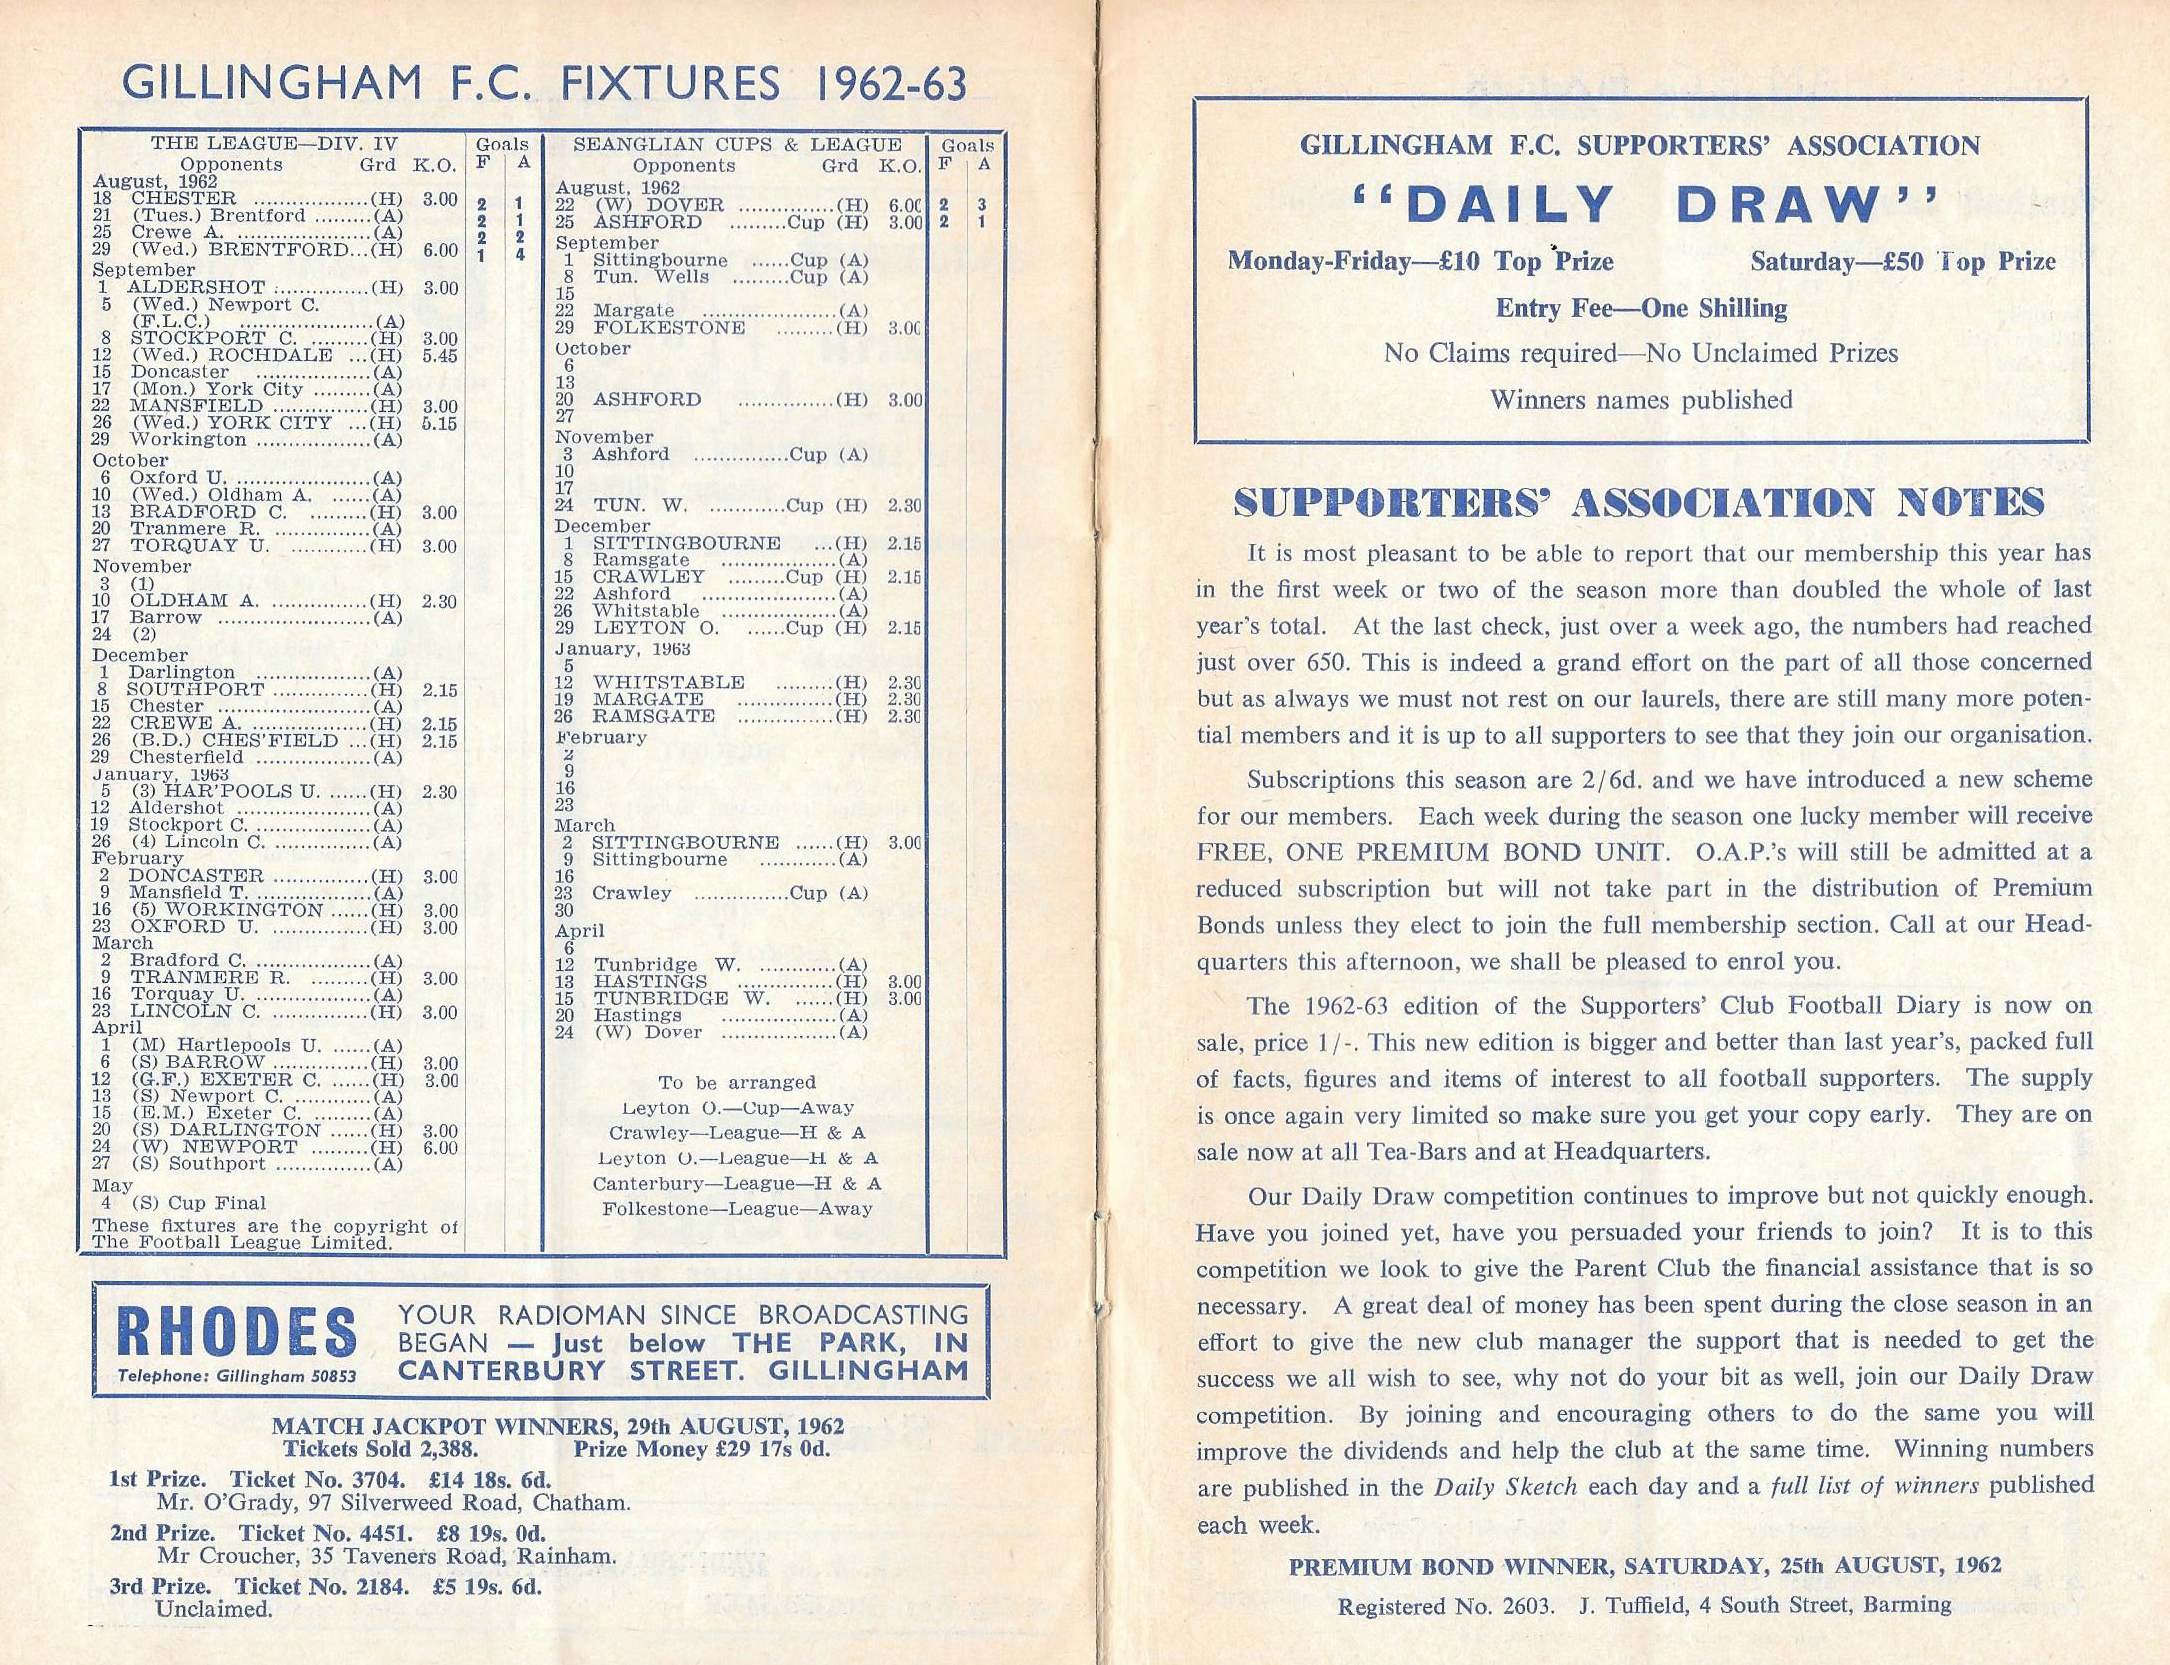 GILLINGHAM F.C. FIXTURES 1962-63
THE LEAGUE—DIV. IV Goals
Opponents Grd K.O. F A
August, 1962
18 CHESTER ..................(H) 3.00 2 1
21 (Tues.) Brentford .........(A) 2 1
25 Crewe A. ......................(A) 2 2
29 (Wed.) BRENTFORD...(H) 6.00 1 4
September
1 ALDERSHOT ...............(H) 3.00
5 (Wed.) Newport C.
(F.L.C.) .....................(A)
8 STOCKPORT C. .........(H) 3.00
12 (Wed.) ROCHDALE ...(H) 5.45
15 Doncaster ..................(A)
17 (Mon.) York City .........(A)
22 MANSFIELD ...............(H) 3.00
26 (Wed.) YORK CITY ...(H) 5.15
29 Workington ..................(A)
October
6 Oxford U. .....................(A)
10 (Wed.) Oldham A. ......(A)
13 BRADFORD C. .........(H) 3.00
20 Tranmere R. ...............(A)
27 TORQUAY U. ............(H) 3.00
November
3 (1)
10 OLDHAM A. ...............(H) 2.30
17 Barrow ........................(A)
24 (2)
December
1 Darlington ..................(A)
8 SOUTHPORT ...............(H) 2.15
15 Chester ........................(A)
22 CREWE A. ..................(H) 2.15
26 (B.D.) CHES'FIELD ...(H) 2.15
29 Chesterfield ..................(A)
January, 1963
5 (3) HAR'POOLS U. ......(H) 2.30
12 Aldershot .....................(A)
19 Stockport C. ..................(A)
26 (4) Lincoln C. ...............(A)
February
2 DONCASTER ...............(H) 3.00
9 Mansfield T. ..................(A)
16 (5) WORKINGTON ......(H) 3.00
23 OXFORD U. ...............(H) 3.00
March
2 Bradford C. ..................(A)
9 TRANMERE R. .........(H) 3.00
16 Torquay U. ..................(A)
23 LINCOLN C. ...............(H) 3.00
April
1 (M) Hartlepools U. ......(A)
6 (S) BARROW ...............(H) 3.00
12 (G.F.) EXETER C. ......(H) 3.00
13 (S) Newport C. ............(A)
15 (E.M.) Exeter C. .........(A)
20 (S) DARLINGTON ......(H) 3.00
24 (W) NEWPORT .........(H) 6.00
27 (S) Southport ...............(A)
May
4 (S) Cup Final
These fixtures are the copyright of
The Football League Limited.
SEANGLIAN CUPS & LEAGUE Goals
Opponents Grd K.O. F A
August, 1962
22 (W) DOVER ...............(H) 6.00 2 3
25 ASHFORD .........Cup (H) 3.00 2 1
September
1 Sittingbourne ......Cup (A)
8 Tun. Wells .........Cup (A)
15
22 Margate .....................(A)
29 FOLKESTONE .........(H) 3.00
October
6
13
20 ASHFORD ...............(H) 3.00
27
November
3 Ashford ...............Cup (A)
10
17
24 TUN. W. ............Cup (H) 2.30
December
1 SITTINGBOURNE ...(H) 2.15
8 Ramsgate ..................(A)
15 CRAWLEY .........Cup (H) 2.15
22 Ashford .....................(A)
26 Whitstable ..................(A)
29 LEYTON O. ......Cup (H) 2.15
January, 1963
5
12 WHITSTABLE .........(H) 2.30
19 MARGATE ...............(H) 2.30
26 RAMSGATE ...............(H) 2.30
February
2
9
16
23
March
2 SITTINGBOURNE ......(H) 3.00
9 Sittingbourne ............(A)
16
23 Crawley ...............Cup (A)
30
April
6
12 Tunbridge W. ............(A)
13 HASTINGS ...............(H) 3.00
15 TUNBRIDGE W. ......(H) 3.00
20 Hastings ..................(A)
24 (W) Dover ..................(A)
To be arranged
Leyton O.—Cup—Away
Crawley—League—H & A
Leyton O.—League—H & A
Canterbury—League—H & A
Folkestone—League—Away
RHODES
Telephone: Gillingham 50853
YOUR RADIOMAN SINCE BROADCASTING
BEGAN — Just below THE PARK, IN
CANTERBURY STREET. GILLINGHAM
MATCH JACKPOT WINNERS, 29th AUGUST, 1962
Tickets Sold 2,388. Prize Money £29 17s 0d.
1st Prize. Ticket No. 3704. £14 18s. 6d.
Mr. O'Grady, 97 Silverweed Road, Chatham.
2nd Prize. Ticket No. 4451. £8 19s. 0d.
Mr Croucher, 35 Taveners Road, Rainham.
3rd Prize. Ticket No. 2184. £5 19s. 6d.
Unclaimed.
GILLINGHAM F.C. SUPPORTERS' ASSOCIATION
"DAILY DRAW"
Monday-Friday—£10 Top Prize Saturday—£50 Top Prize
Entry Fee—One Shilling
No Claims required—No Unclaimed Prizes
Winners names published
SUPPORTERS' ASSOCIATION NOTES
It is most pleasant to be able to report that our membership this year has
in the first week or two of the season more than doubled the whole of last
year's total. At the last check, just over a week ago, the numbers had reached
just over 650. This is indeed a grand effort on the part of all those concerned
but as always we must not rest on our laurels, there are still many more poten-
tial members and it is up to all supporters to see that they join our organisation.
Subscriptions this season are 2/6d. and we have introduced a new scheme
for our members. Each week during the season one lucky member will receive
FREE, ONE PREMIUM BOND UNIT. O.A.P.'s will still be admitted at a
reduced subscription but will not take part in the distribution of Premium
Bonds unless they elect to join the full membership section. Call at our Head-
quarters this afternoon, we shall be pleased to enrol you.
The 1962-63 edition of the Supporters' Club Football Diary is now on
sale, price 1/-. This new edition is bigger and better than last year's, packed full
of facts, figures and items of interest to all football supporters. The supply
is once again very limited so make sure you get your copy early. They are on
sale now at all Tea-Bars and at Headquarters.
Our Daily Draw competition continues to improve but not quickly enough.
Have you joined yet, have you persuaded your friends to join? It is to this
competition we look to give the Parent Club the financial assistance that is so
necessary. A great deal of money has been spent during the close season in an
effort to give the new club manager the support that is needed to get the
success we all wish to see, why not do your bit as well, join our Daily Draw
competition. By joining and encouraging others to do the same you will
improve the dividends and help the club at the same time. Winning numbers
are published in the Daily Sketch each day and a full list of winners published
each week.
PREMIUM BOND WINNER, SATURDAY, 25th AUGUST, 1962
Registered No. 2603. J. Tuffield, 4 South Street, Barming